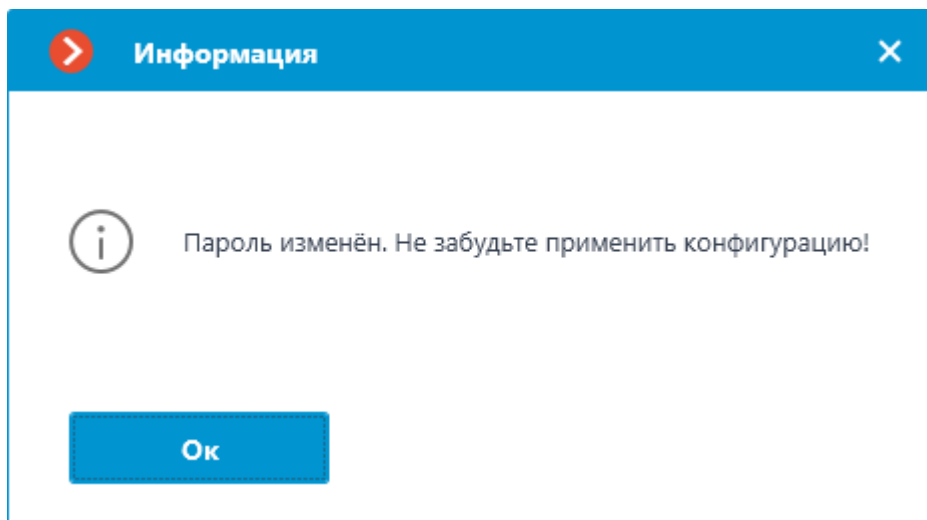 Информация
Пароль изменён. Не забудьте применить конфигурацию!
Ок